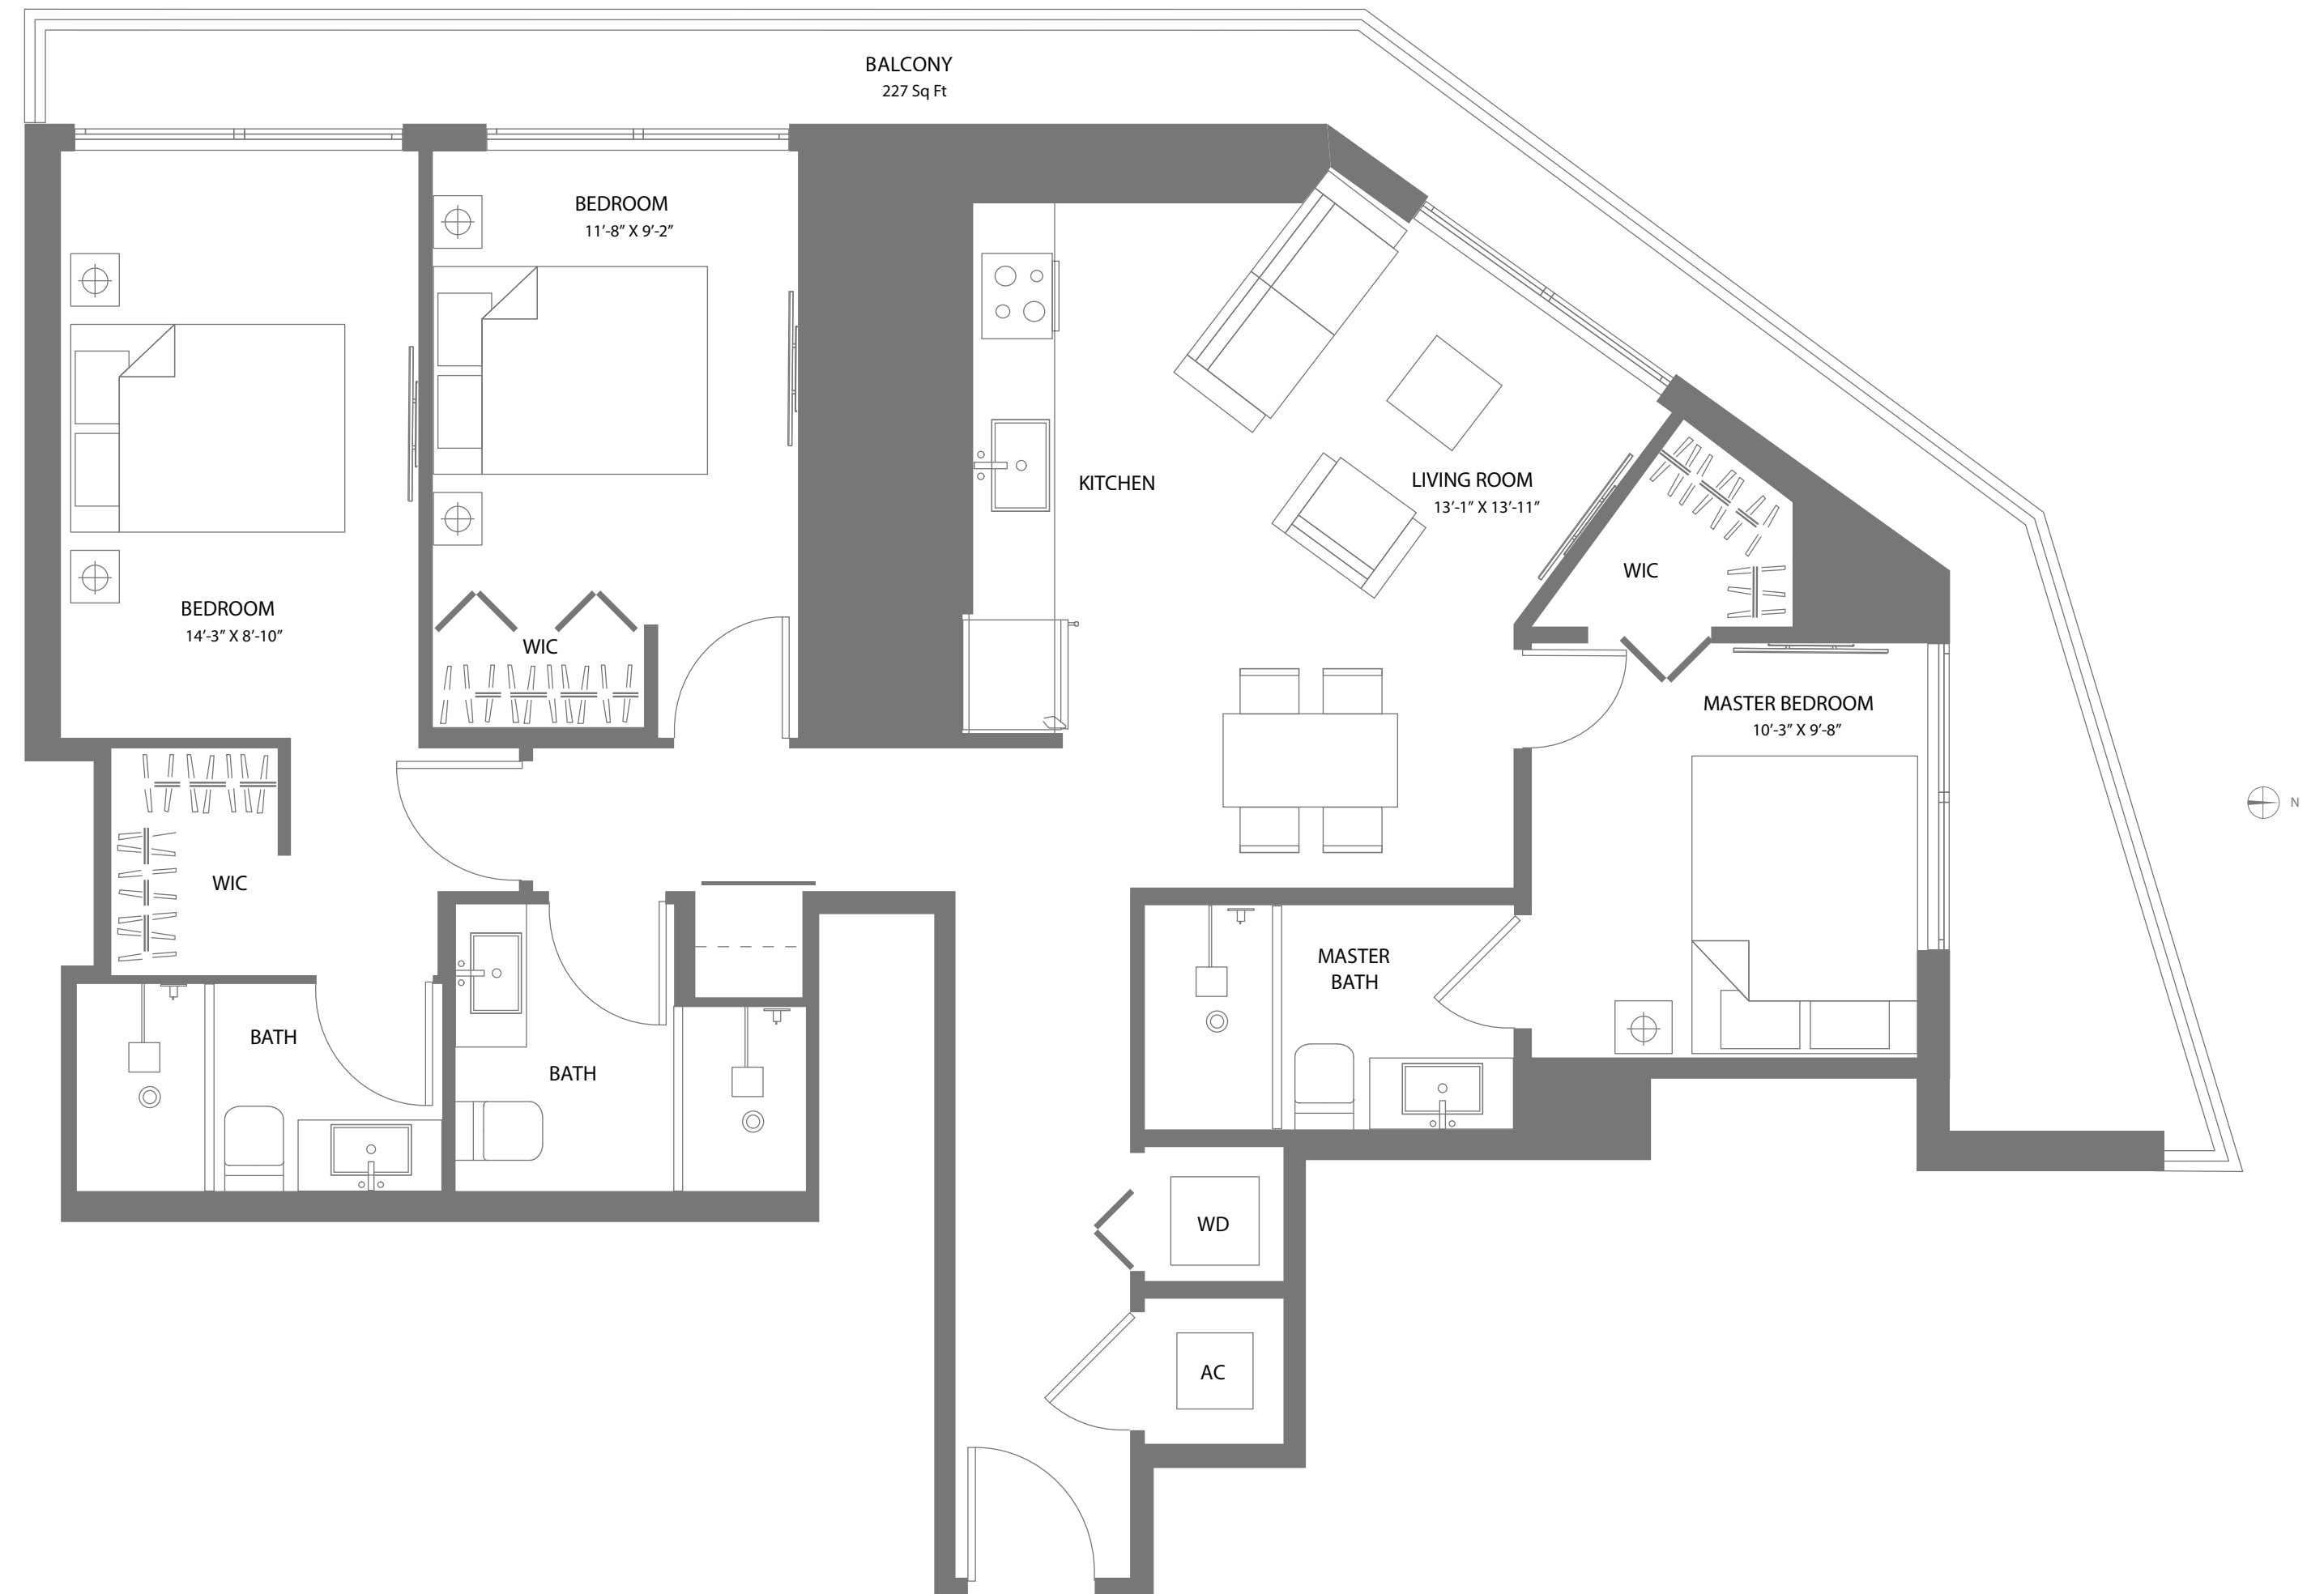 BALCONY
227 Sq Ft
BEDROOM
11’-8” X 9’-2”
KITCHEN
LIVING ROOM
13’-1” X 13’-11”
WIC
BEDROOM
14’-3” X 8’-10”
WIC
MASTER BEDROOM
10’-3” X 9’-8”
N
WIC
MASTER
BATH
BATH
BATH
WD
AC